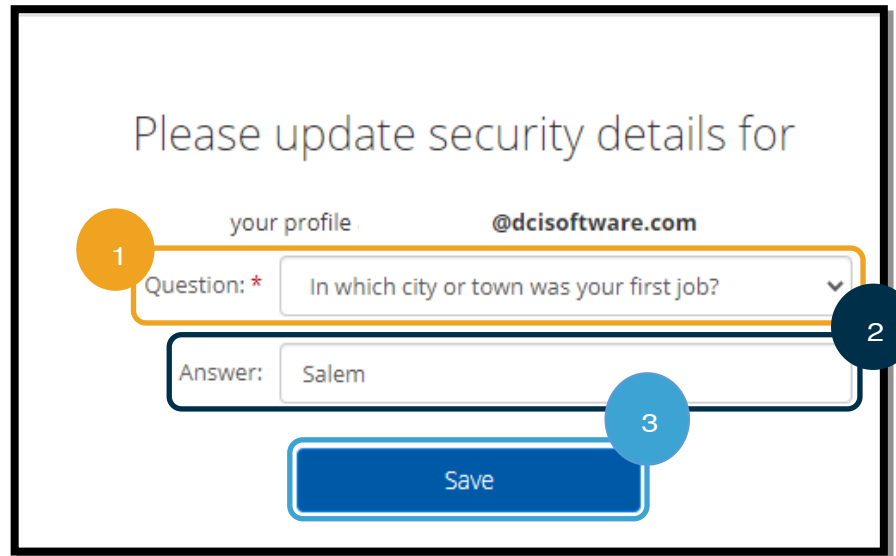 Please update security details for
your profile @dcisoftware.com
1
Question: * In which city or town was your first job?
2
Answer: Salem
3
Save